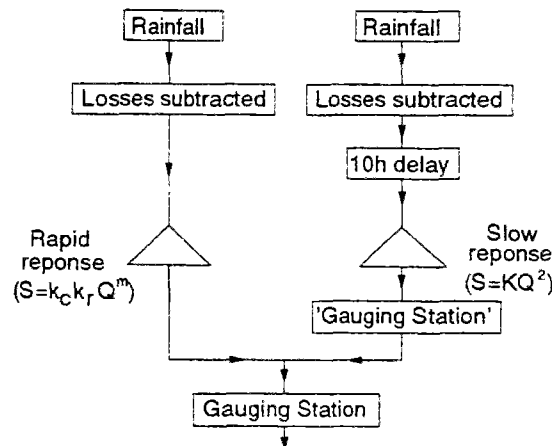 Rainfall
Rainfall
Losses subtracted
Losses subtracted
10h delay
Rapid
reponse
(S=k_c k_r Q^m)
Slow
reponse
(S=KQ^2)
'Gauging Station'
Gauging Station